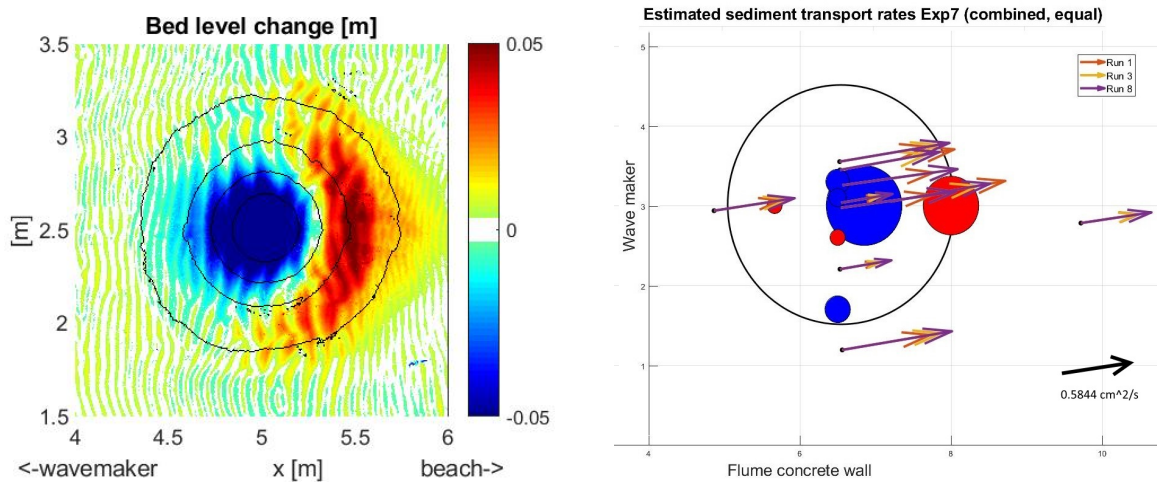 Bed level change [m]
3.5
3
2.5
2
1.5
[m]
4
4.5
5
5.5
6
<-wavemaker
x [m]
beach->
0.05
0
-0.05
Estimated sediment transport rates Exp7 (combined, equal)
5
4
3
2
1
Wave maker
Run 1
Run 3
Run 8
0.5844 cm^2/s
4
6
8
10
Flume concrete wall